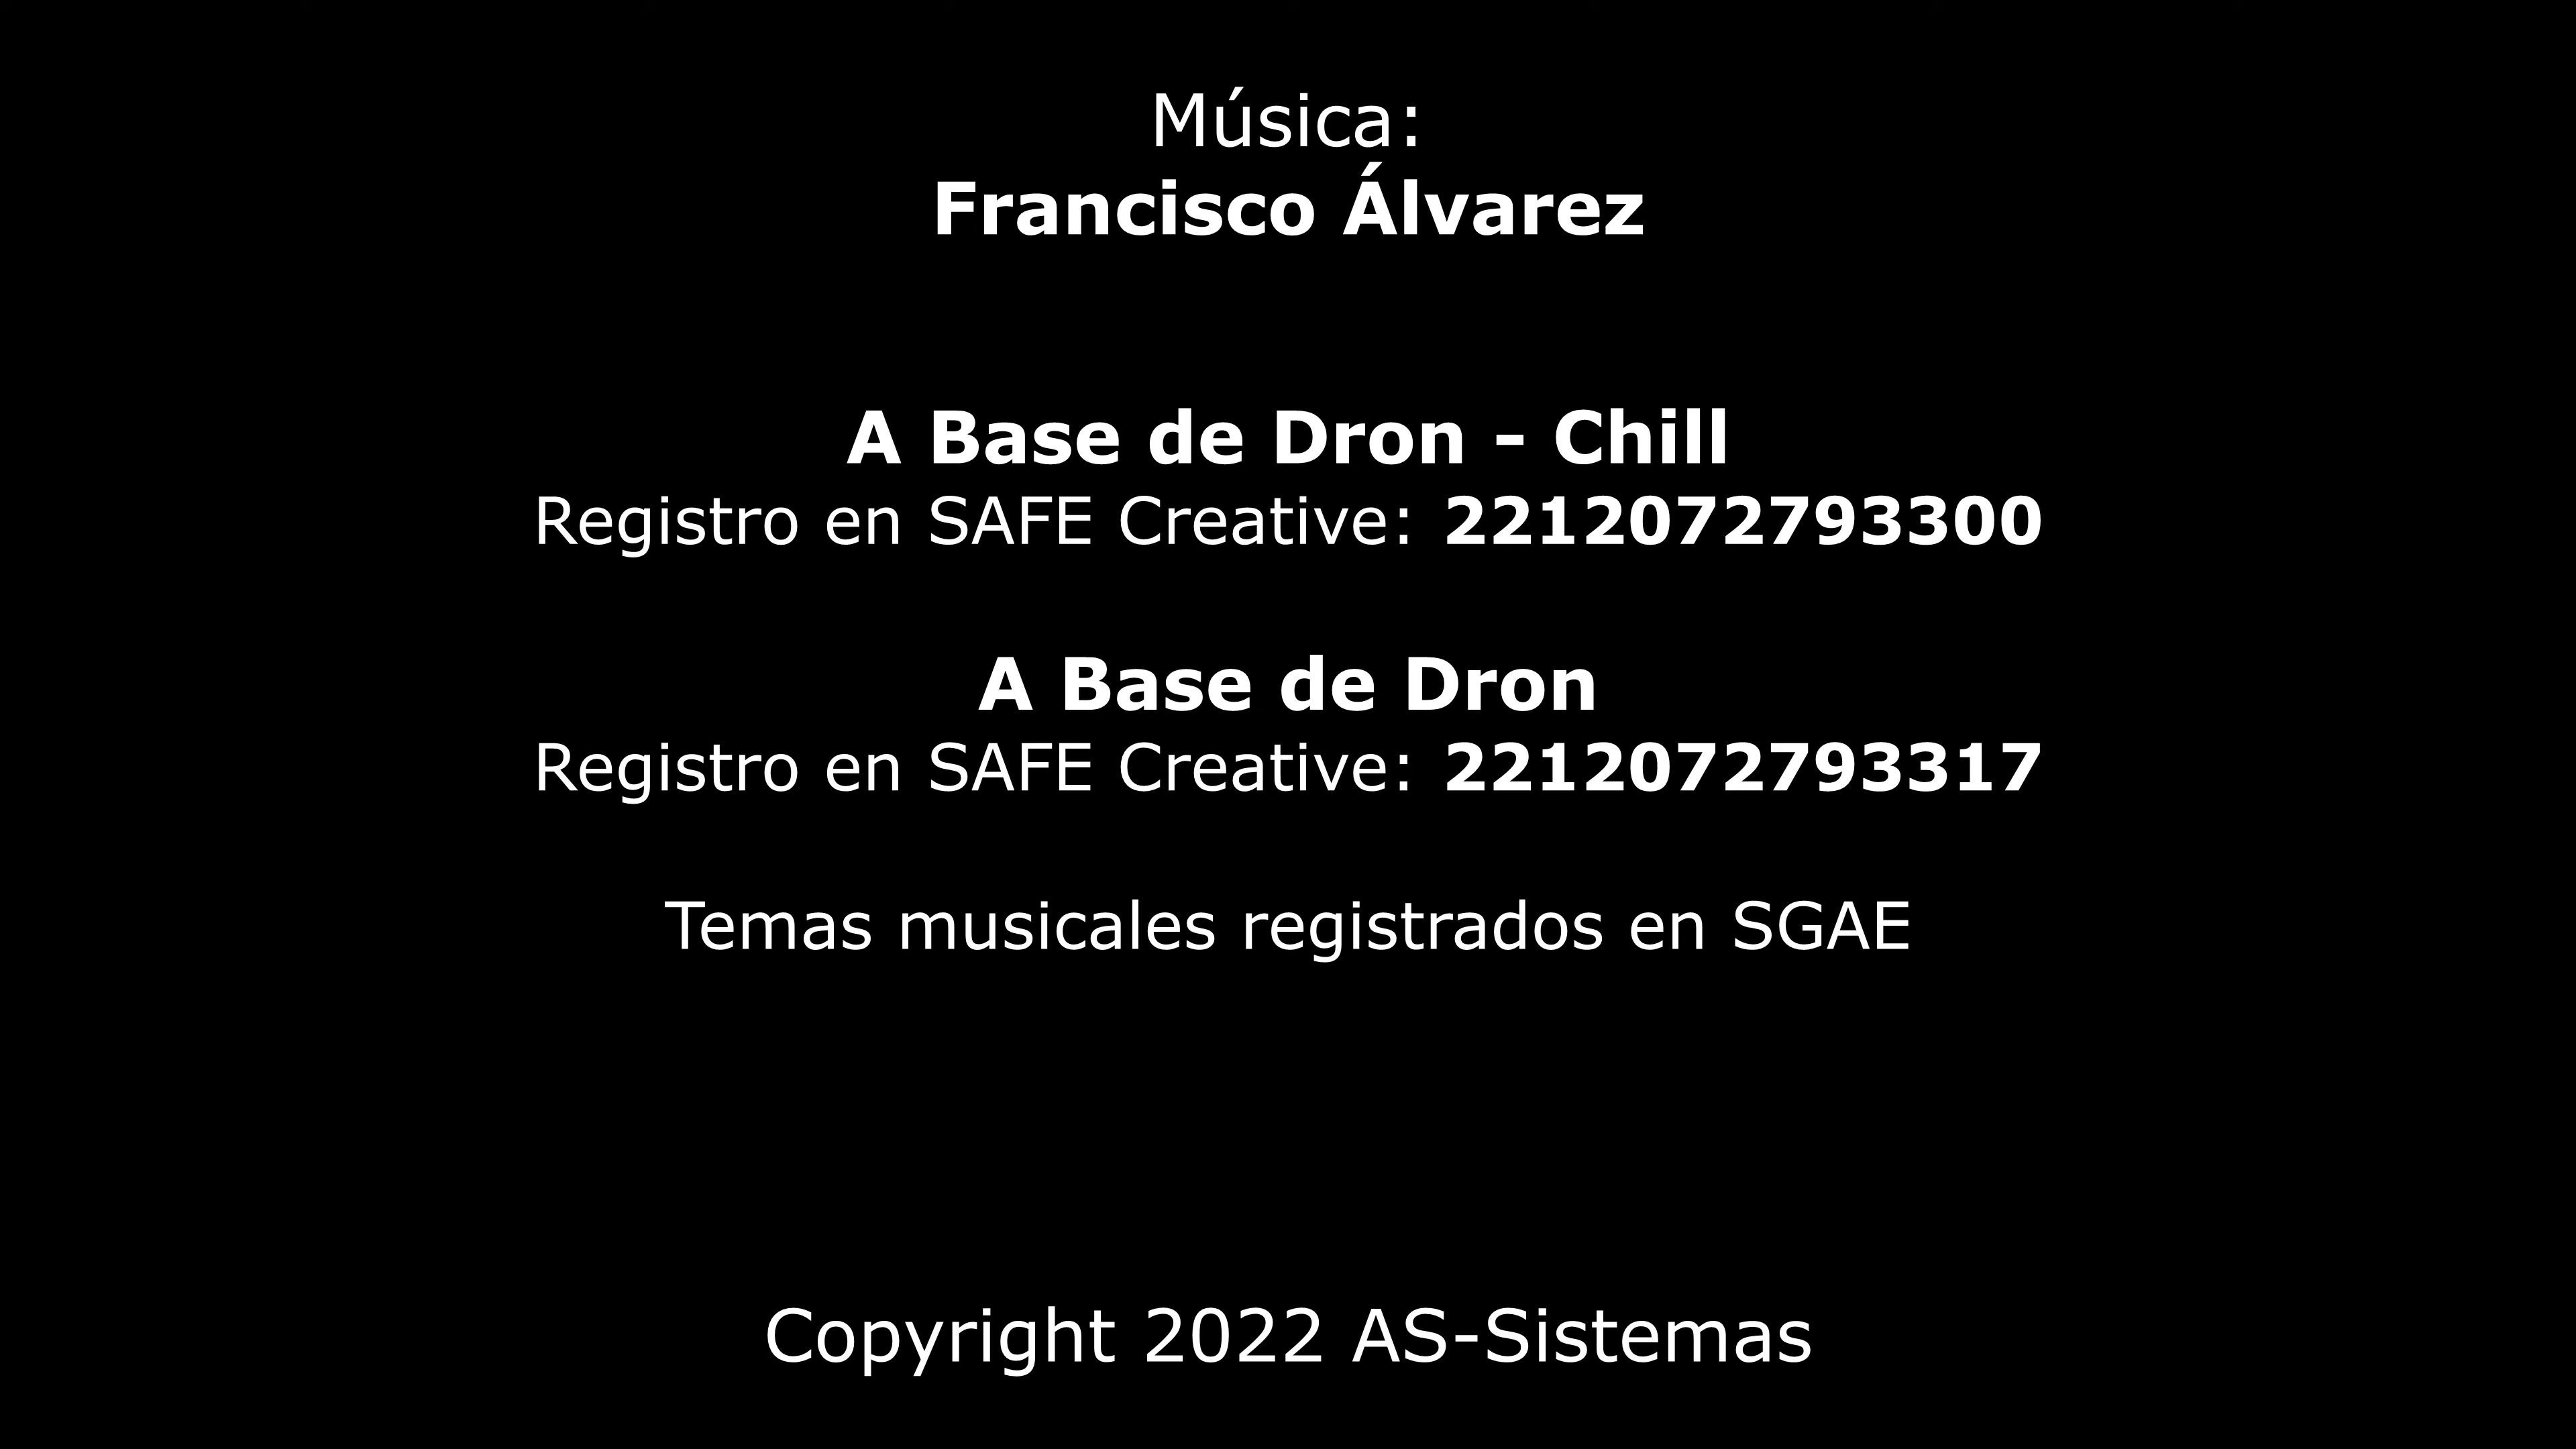 Música:
Francisco Álvarez
A Base de Dron - Chill
Registro en SAFE Creative: 2212072793300
A Base de Dron
Registro en SAFE Creative: 2212072793317
Temas musicales registrados en SGAE
Copyright 2022 AS-Sistemas